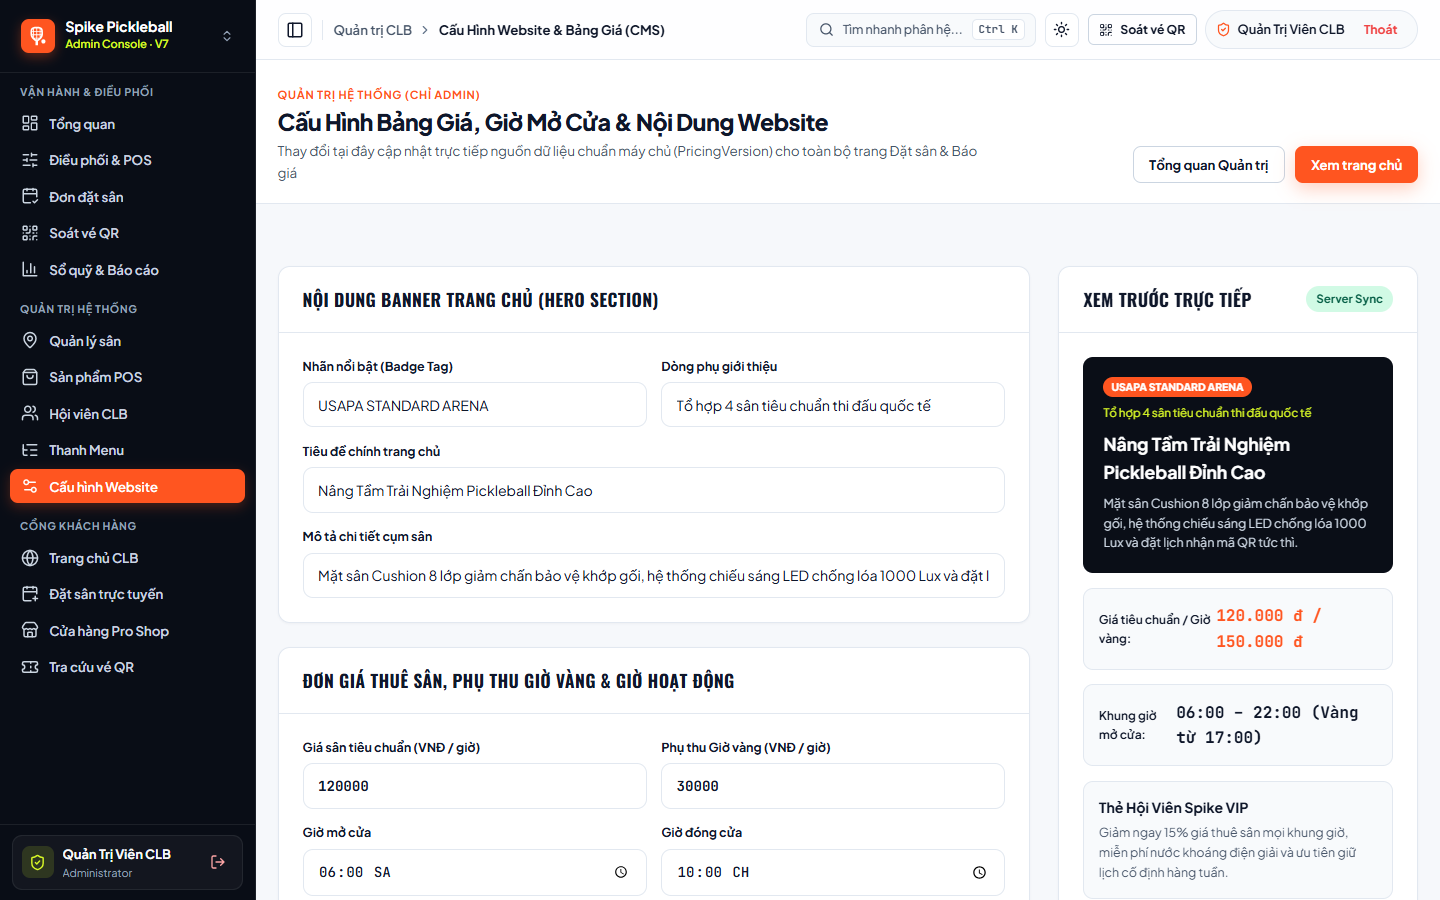 Spike Pickleball
Admin Console · V7
VẬN HÀNH & ĐIỀU PHỐI
Tổng quan
Điều phối & POS
Đơn đặt sân
Soát vé QR
Sổ quỹ & Báo cáo
QUẢN TRỊ HỆ THỐNG
Quản lý sân
Sản phẩm POS
Hội viên CLB
Thanh Menu
Cấu hình Website
CỔNG KHÁCH HÀNG
Trang chủ CLB
Đặt sân trực tuyến
Cửa hàng Pro Shop
Tra cứu vé QR
Quản Trị Viên CLB
Administrator
Quản trị CLB > Cấu Hình Website & Bảng Giá (CMS)
Tìm nhanh phân hệ... Ctrl K
Soát vé QR
Quản Trị Viên CLB Thoát
QUẢN TRỊ HỆ THỐNG (CHỈ ADMIN)
Cấu Hình Bảng Giá, Giờ Mở Cửa & Nội Dung Website
Thay đổi tại đây cập nhật trực tiếp nguồn dữ liệu chuẩn máy chủ (PricingVersion) cho toàn bộ trang Đặt sân & Báo
giá
Tổng quan Quản trị
Xem trang chủ
NỘI DUNG BANNER TRANG CHỦ (HERO SECTION)
Nhãn nổi bật (Badge Tag)
USAPA STANDARD ARENA
Dòng phụ giới thiệu
Tổ hợp 4 sân tiêu chuẩn thi đấu quốc tế
Tiêu đề chính trang chủ
Nâng Tầm Trải Nghiệm Pickleball Đỉnh Cao
Mô tả chi tiết cụm sân
Mặt sân Cushion 8 lớp giảm chấn bảo vệ khớp gối, hệ thống chiếu sáng LED chống lóa 1000 Lux và đặt l
ĐƠN GIÁ THUÊ SÂN, PHỤ THU GIỜ VÀNG & GIỜ HOẠT ĐỘNG
Giá sân tiêu chuẩn (VNĐ / giờ)
120000
Phụ thu Giờ vàng (VNĐ / giờ)
30000
Giờ mở cửa
06:00 SA
Giờ đóng cửa
10:00 CH
XEM TRƯỚC TRỰC TIẾP
Server Sync
USAPA STANDARD ARENA
Tổ hợp 4 sân tiêu chuẩn thi đấu quốc tế
Nâng Tầm Trải Nghiệm
Pickleball Đỉnh Cao
Mặt sân Cushion 8 lớp giảm chấn bảo vệ khớp
gối, hệ thống chiếu sáng LED chống lóa 1000
Lux và đặt lịch nhận mã QR tức thì.
Giá tiêu chuẩn / Giờ
vàng:
120.000 đ /
150.000 đ
Khung giờ
mở cửa:
06:00 – 22:00 (Vàng
từ 17:00)
Thẻ Hội Viên Spike VIP
Giảm ngay 15% giá thuê sân mọi khung giờ,
miễn phí nước khoáng điện giải và ưu tiên giữ
lịch cố định hàng tuần.